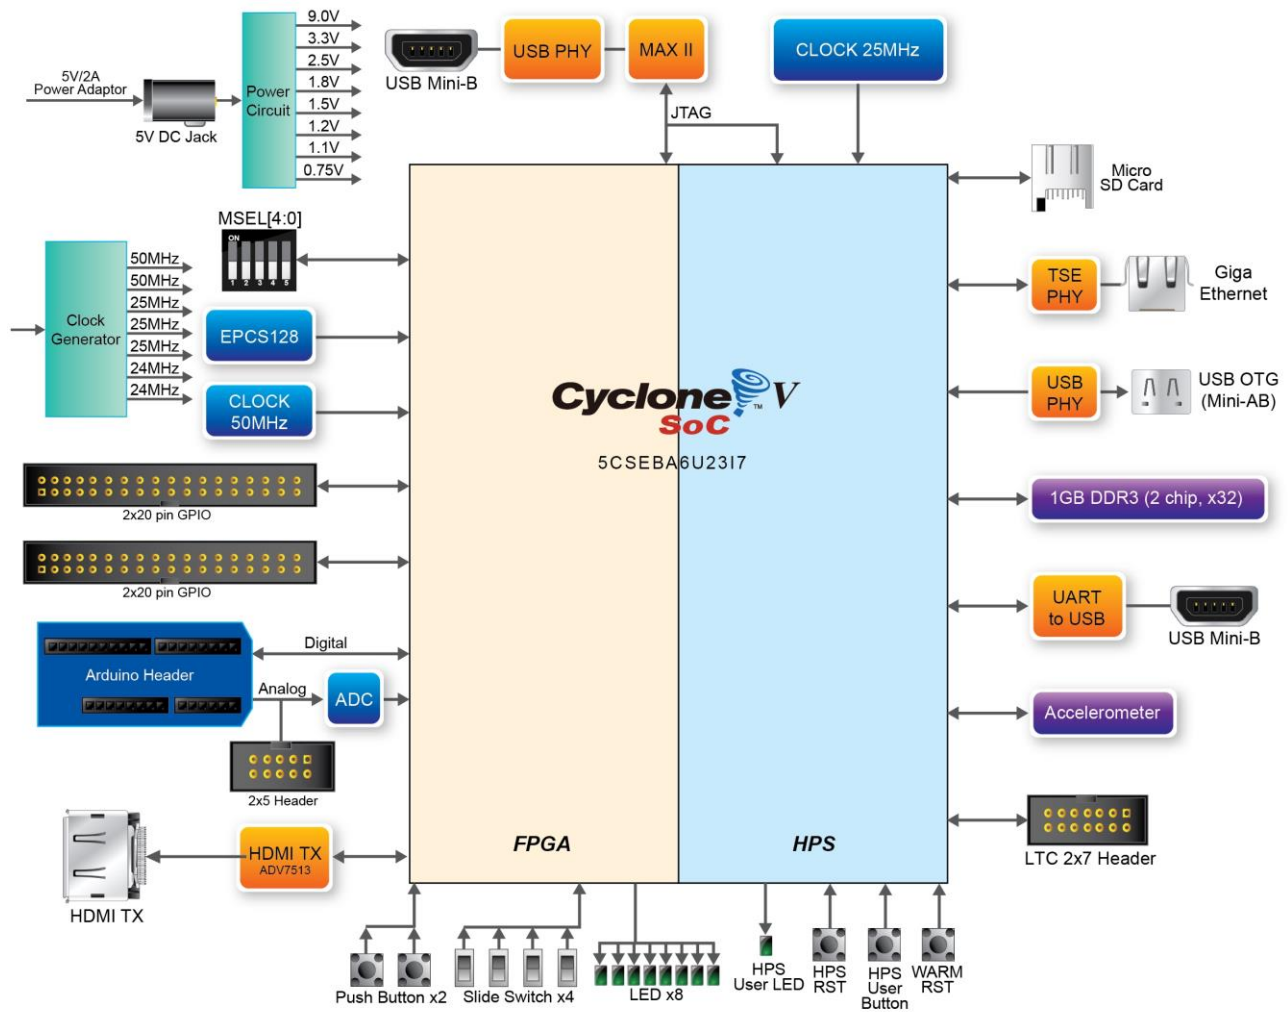 5V/2A
Power Adaptor
5V DC Jack
Power
Circuit
9.0V
3.3V
2.5V
1.8V
1.5V
1.2V
1.1V
0.75V
USB Mini-B
USB PHY
MAX II
JTAG
CLOCK 25MHz
Micro
SD Card
MSEL[4:0]
ON
1 2 3 4 5
Clock
Generator
50MHz
50MHz
25MHz
25MHz
25MHz
24MHz
24MHz
EPCS128
CLOCK
50MHz
TSE
PHY
Giga
Ethernet
Cyclone V
TM
SoC
5CSEBA6U23I7
USB
PHY
USB OTG
(Mini-AB)
2x20 pin GPIO
2x20 pin GPIO
1GB DDR3 (2 chip, x32)
UART
to USB
USB Mini-B
Arduino Header
Digital
Analog
ADC
2x5 Header
Accelerometer
LTC 2x7 Header
HDMI TX
ADV7513
HDMI TX
FPGA
HPS
Push Button x2
Slide Switch x4
LED x8
HPS
User LED
HPS
RST
HPS
User
Button
WARM
RST